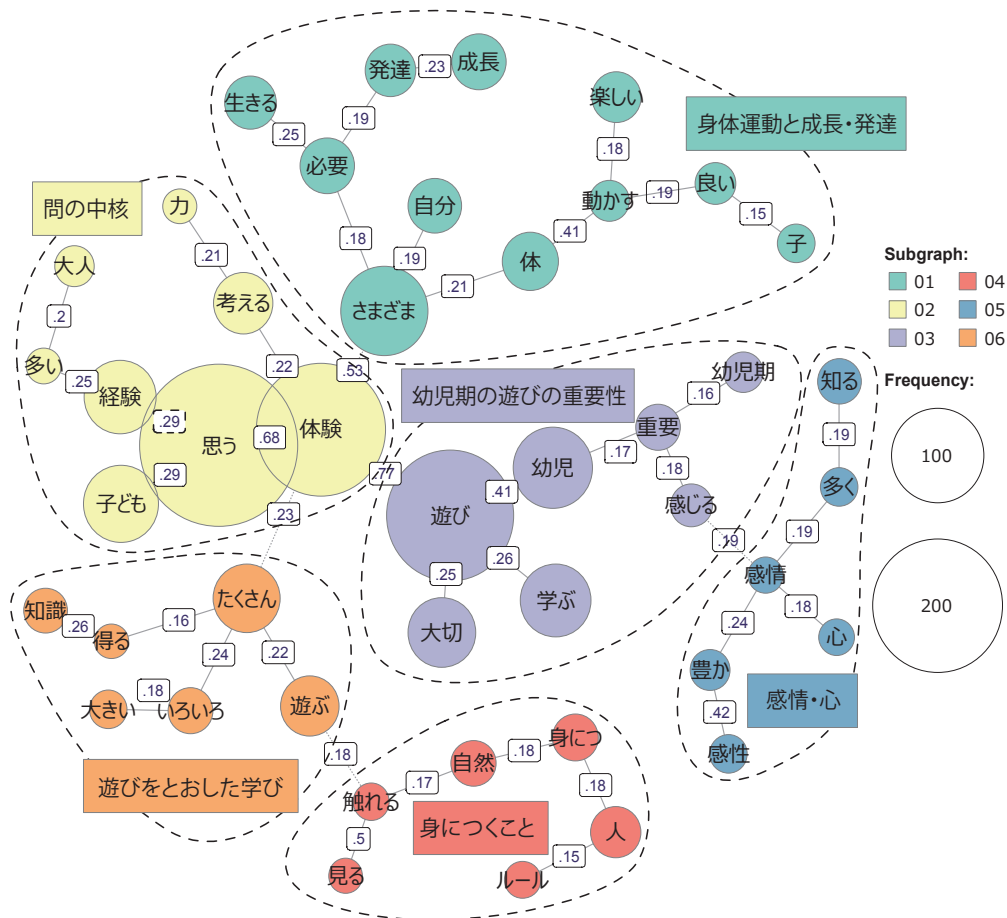 発達
.23
成長
生きる
.25
.19
必要
楽しい
.18
身体運動と成長・発達
自分
動かす
.19
良い
.15
子
.18
.19
体
.41
さまざま
.21
問の中核
力
.21
大人
.2
考える
多い
.25
経験
.22
.53
.29
思う
.68
体験
子ども
.29
.23
.77
幼児期の遊びの重要性
幼児期
.16
重要
.17
幼児
.18
.41
遊び
感じる
.19
.26
.25
学ぶ
大切
Subgraph:
01
04
02
05
03
06
Frequency:
100
200
知る
.19
多く
.19
感情
.18
.24
心
豊か
.42
感性
感情・心
たくさん
知識
.26
得る
.16
.24
.22
大きい
.18
いろいろ
遊ぶ
.18
遊びをとおした学び
触れる
.17
自然
.18
身につ
.18
人
.5
見る
身につくこと
.15
ルール